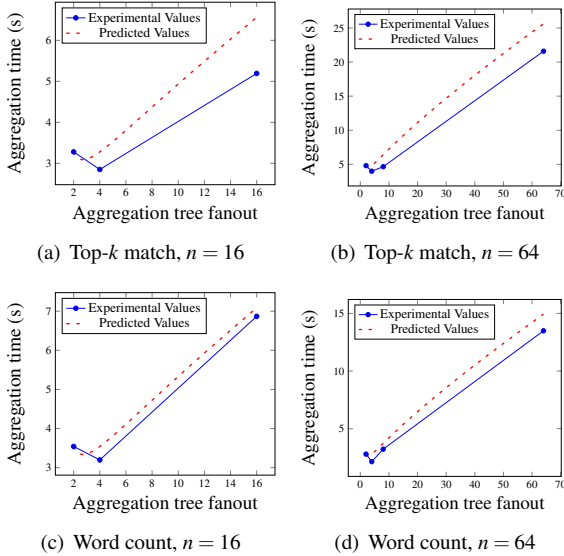 Experimental Values
Predicted Values
Aggregation time (s)
6
5
4
3
2 4 6 8 10 12 14 16
Aggregation tree fanout
(a) Top-k match, n = 16
Experimental Values
Predicted Values
Aggregation time (s)
25
20
15
10
5
0 10 20 30 40 50 60 70
Aggregation tree fanout
(b) Top-k match, n = 64
Experimental Values
Predicted Values
Aggregation time (s)
7
6
5
4
3
2 4 6 8 10 12 14 16
Aggregation tree fanout
(c) Word count, n = 16
Experimental Values
Predicted Values
Aggregation time (s)
15
10
5
0 10 20 30 40 50 60 70
Aggregation tree fanout
(d) Word count, n = 64